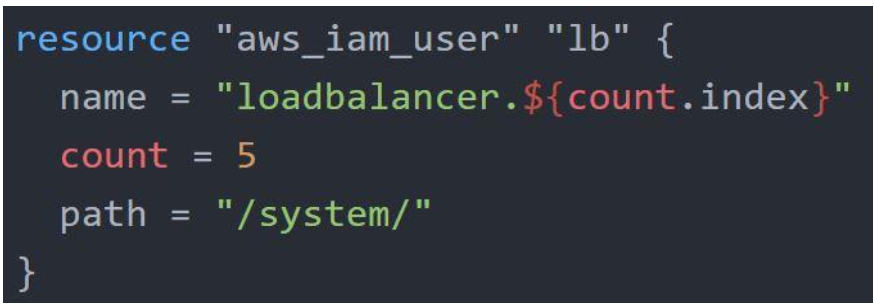 resource "aws_iam_user" "lb" {
  name = "loadbalancer.${count.index}"
  count = 5
  path = "/system/"
}